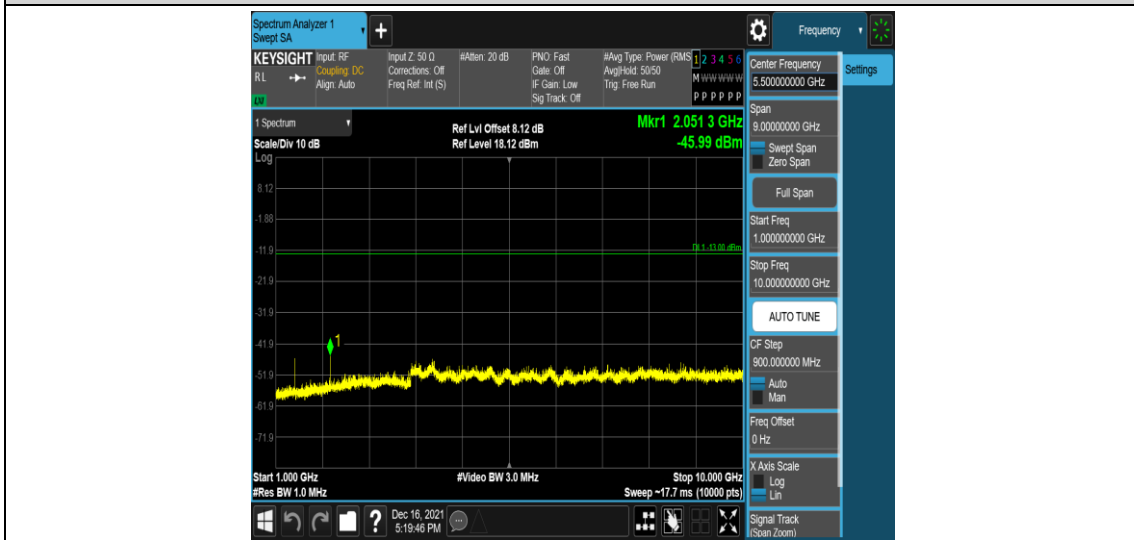 Spectrum Analyzer 1
Swept SA
+
Frequency
KEYSIGHT
RL
LXI
Input: RF
Coupling: DC
Align: Auto
Input Z: 50 Ω
Corrections: Off
Freq Ref: Int (S)
#Atten: 20 dB
PNO: Fast
Gate: Off
IF Gain: Low
Sig Track: Off
#Avg Type: Power (RMS
Avg|Hold: 50/50
Trig: Free Run
1 2 3 4 5 6
M W W W W W
P P P P P P
1 Spectrum
Scale/Div 10 dB
Ref Lvl Offset 8.12 dB
Ref Level 18.12 dBm
Mkr1 2.051 3 GHz
-45.99 dBm
Log
8.12
-1.88
-11.9
DL1 -13.00 dBm
-21.9
-31.9
-41.9
1
-51.9
-61.9
-71.9
Start 1.000 GHz
#Res BW 1.0 MHz
#Video BW 3.0 MHz
Stop 10.000 GHz
Sweep ~17.7 ms (10000 pts)
?
Dec 16, 2021
5:19:46 PM
Center Frequency
5.50000000 GHz
Settings
Span
9.00000000 GHz
Swept Span
Zero Span
Full Span
Start Freq
1.000000000 GHz
Stop Freq
10.000000000 GHz
AUTO TUNE
CF Step
900.000000 MHz
Auto
Man
Freq Offset
0 Hz
X Axis Scale
Log
Lin
Signal Track
(Span Zoom)